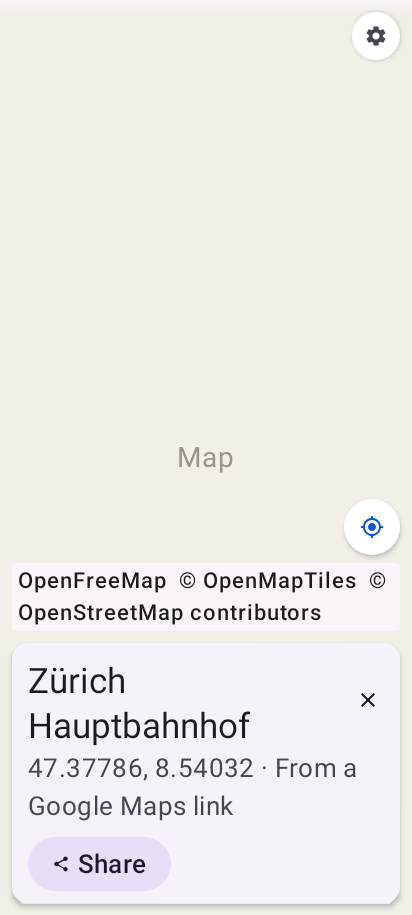 Map
OpenFreeMap © OpenMapTiles ©
OpenStreetMap contributors
Zürich
Hauptbahnhof
47.37786, 8.54032 · From a
Google Maps link
Share